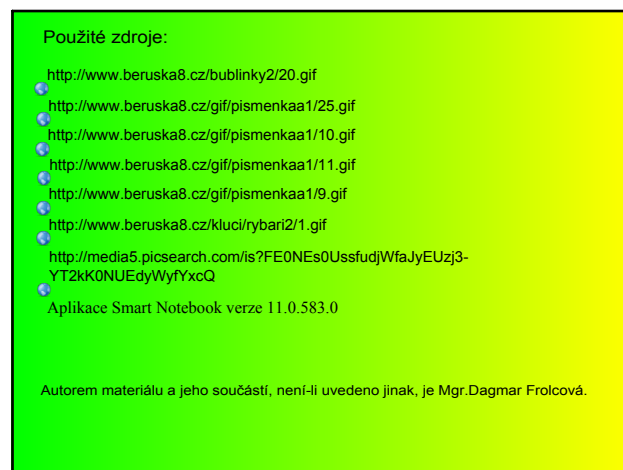 Použité zdroje:
http://www.beruska8.cz/bublinky2/20.gif
http://www.beruska8.cz/gif/pismenkaa1/25.gif
http://www.beruska8.cz/gif/pismenkaa1/10.gif
http://www.beruska8.cz/gif/pismenkaa1/11.gif
http://www.beruska8.cz/gif/pismenkaa1/9.gif
http://www.beruska8.cz/kluci/rybari2/1.gif
http://media5.picsearch.com/is?FE0NEs0UssfudjWfaJyEUzj3-
YT2kK0NUEdyWyfYxcQ
Aplikace Smart Notebook verze 11.0.583.0
Autorem materiálu a jeho součástí, není-li uvedeno jinak, je Mgr.Dagmar Frolcová.